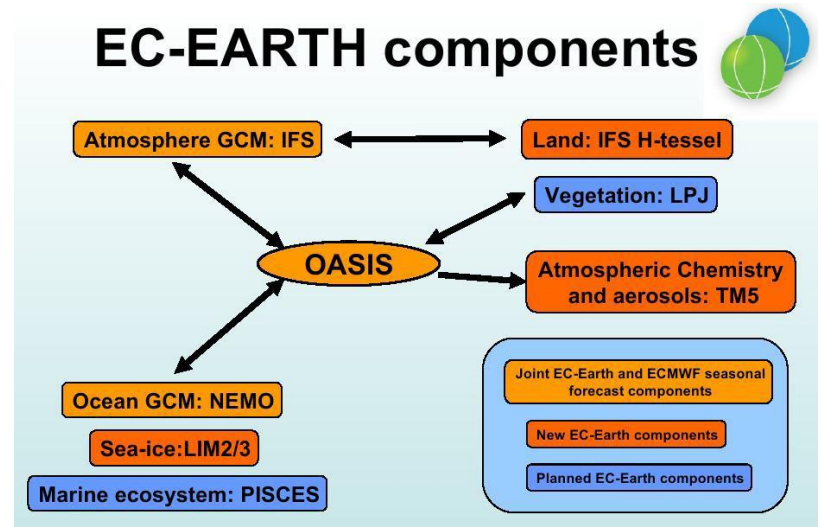 EC-EARTH components
Atmosphere GCM: IFS
Land: IFS H-tessel
Vegetation: LPJ
OASIS
Atmospheric Chemistry
and aerosols: TM5
Joint EC-Earth and ECMWF seasonal
forecast components
Ocean GCM: NEMO
New EC-Earth components
Sea-ice:LIM2/3
Planned EC-Earth components
Marine ecosystem: PISCES